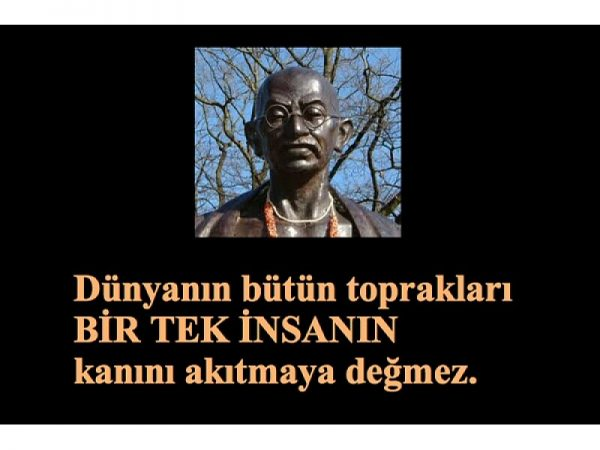 Dünyanın bütün toprakları
BİR TEK İNSANIN
kanını akıtmaya değmez.